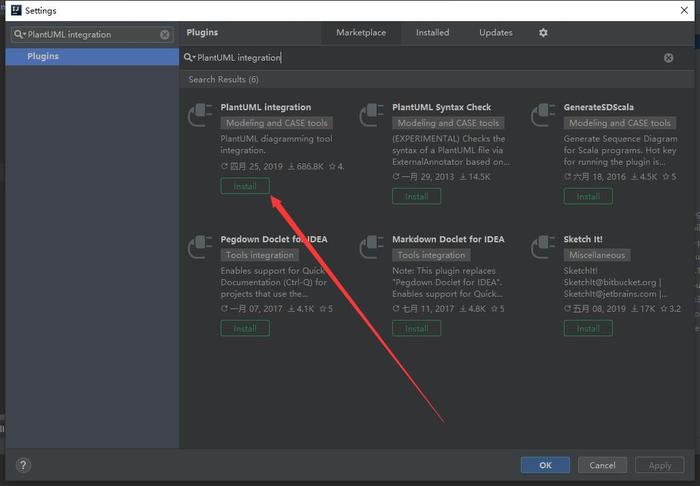 Settings
PlantUML integration
Plugins
Plugins
Marketplace
Installed
Updates
PlantUML integration
Search Results (6)
PlantUML integration
Modeling and CASE tools
PlantUML diagramming tool
integration.
四月 25, 2019 686.8K 4.
Install
PlantUML Syntax Check
Modeling and CASE tools
(EXPERIMENTAL) Checks the
syntax of a PlantUML file via
ExternalAnnotator based on...
一月 29, 2013 14.5K
Install
GenerateSDScala
Modeling and CASE tools
Generate Sequence Diagram
for Scala programs. Hot key
for running the plugin is...
六月 18, 2016 4.5K 5
Install
Pegdown Doclet for IDEA
Tools integration
Enables support for Quick
Documentation (Ctrl-Q) for
projects that use the...
一月 07, 2017 4.1K 5
Install
Markdown Doclet for IDEA
Tools integration
Note: This plugin replaces
"Pegdown Doclet for IDEA".
Enables support for Quick...
七月 11, 2017 4.8K 5
Install
Sketch It!
Miscellaneous
SketchIt!
SketchIt@bitbucket.org |
SketchIt@jetbrains.com | ...
五月 08, 2019 17K 3.2
Install
?
OK
Cancel
Apply